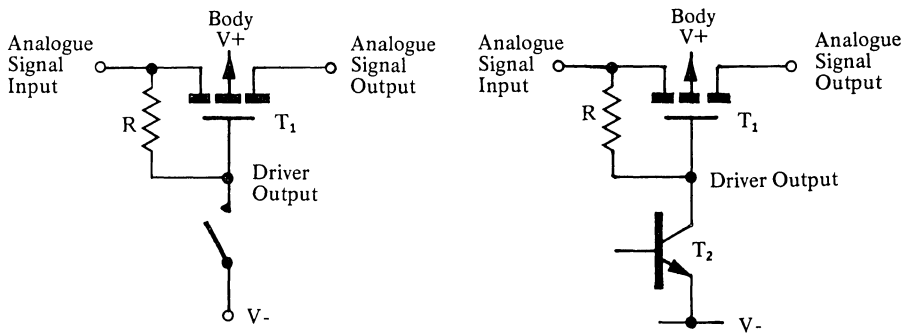 Body
V+
Analogue
Signal
Input
Analogue
Signal
Output
R
T₁
Driver
Output
V-
Body
V+
Analogue
Signal
Input
Analogue
Signal
Output
R
T₁
Driver Output
T₂
V-